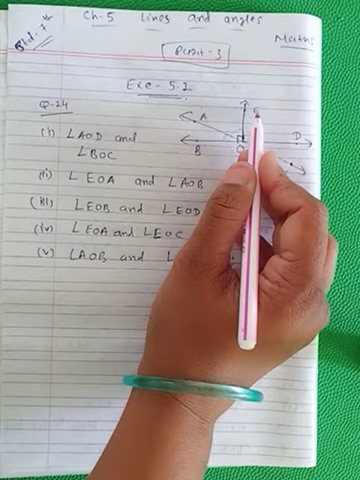 Ch-5 Lines and angles
Std. 7th
Maths
Part-3
Exe-5.2
Q-24
(i) ∠AOD and
∠BOC
(ii) ∠EOA and ∠AOB
(iii) ∠EOB and ∠EOD
(iv) ∠EOA and ∠EOC
(v) ∠AOB and ∠
A
E
B
O
D